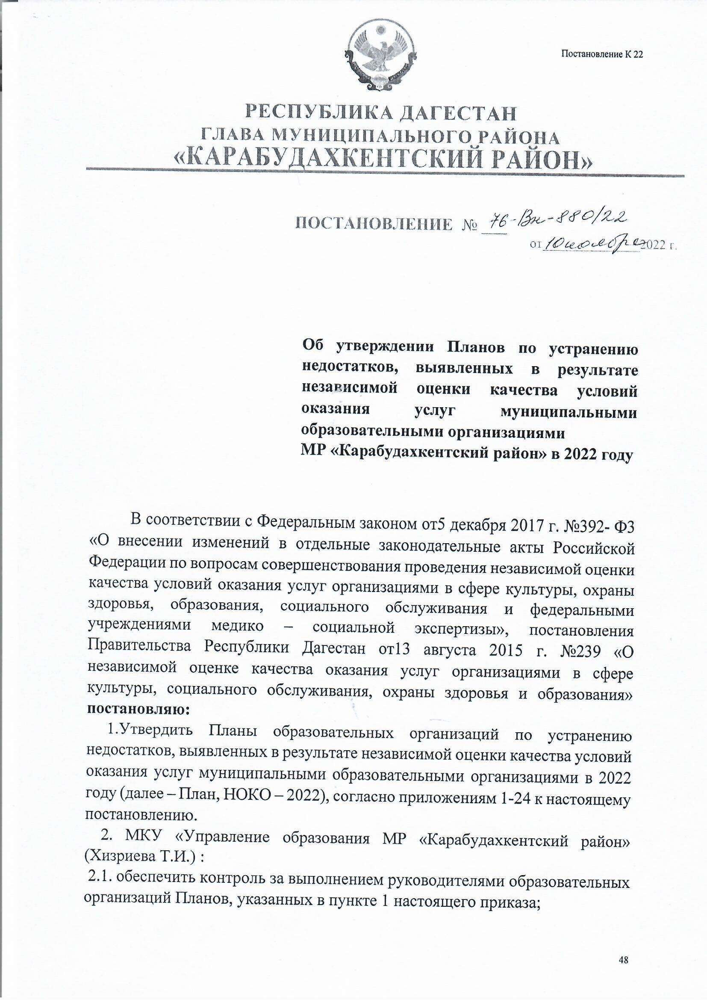 Постановление К 22
РЕСПУБЛИКА ДАГЕСТАН
ГЛАВА МУНИЦИПАЛЬНОГО РАЙОНА
«КАРАБУДАХКЕНТСКИЙ РАЙОН»
ПОСТАНОВЛЕНИЕ № 76-Вн-880/22
от 10 ноября 2022 г.
Об утверждении Планов по устранению
недостатков, выявленных в результате
независимой оценки качества условий
оказания услуг муниципальными
образовательными организациями
МР «Карабудахкентский район» в 2022 году
В соответствии с Федеральным законом от5 декабря 2017 г. №392- ФЗ
«О внесении изменений в отдельные законодательные акты Российской
Федерации по вопросам совершенствования проведения независимой оценки
качества условий оказания услуг организациями в сфере культуры, охраны
здоровья, образования, социального обслуживания и федеральными
учреждениями медико – социальной экспертизы», постановления
Правительства Республики Дагестан от13 августа 2015 г. №239 «О
независимой оценке качества оказания услуг организациями в сфере
культуры, социального обслуживания, охраны здоровья и образования»
постановляю:
1.Утвердить Планы образовательных организаций по устранению
недостатков, выявленных в результате независимой оценки качества условий
оказания услуг муниципальными образовательными организациями в 2022
году (далее – План, НОКО – 2022), согласно приложениям 1-24 к настоящему
постановлению.
2. МКУ «Управление образования МР «Карабудахкентский район»
(Хизриева Т.И.) :
2.1. обеспечить контроль за выполнением руководителями образовательных
организаций Планов, указанных в пункте 1 настоящего приказа;
48